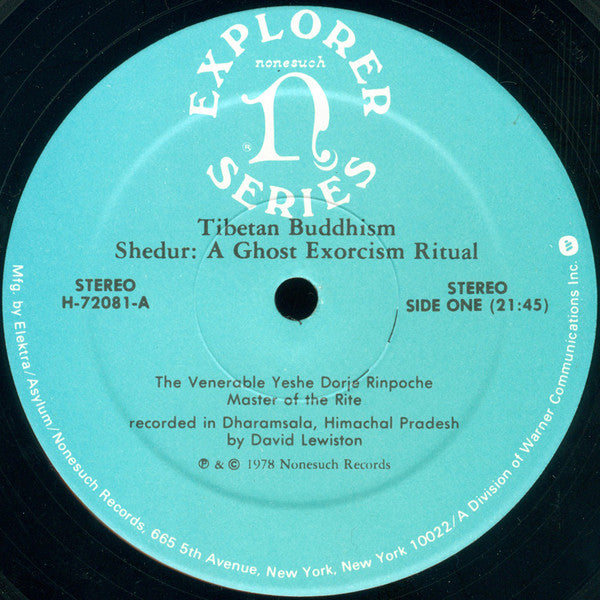 EXPLORER
nonesuch
n
®
SERIES
Tibetan Buddhism
Shedur: A Ghost Exorcism Ritual
STEREO
H-72081-A
STEREO
SIDE ONE (21:45)
The Venerable Yeshe Dorje Rinpoche
Master of the Rite
recorded in Dharamsala, Himachal Pradesh
by David Lewiston
℗ & © 1978 Nonesuch Records
Mfg. by Elektra/Asylum/Nonesuch Records, 665 5th Avenue, New York, New York 10022/A Division of Warner Communications Inc.